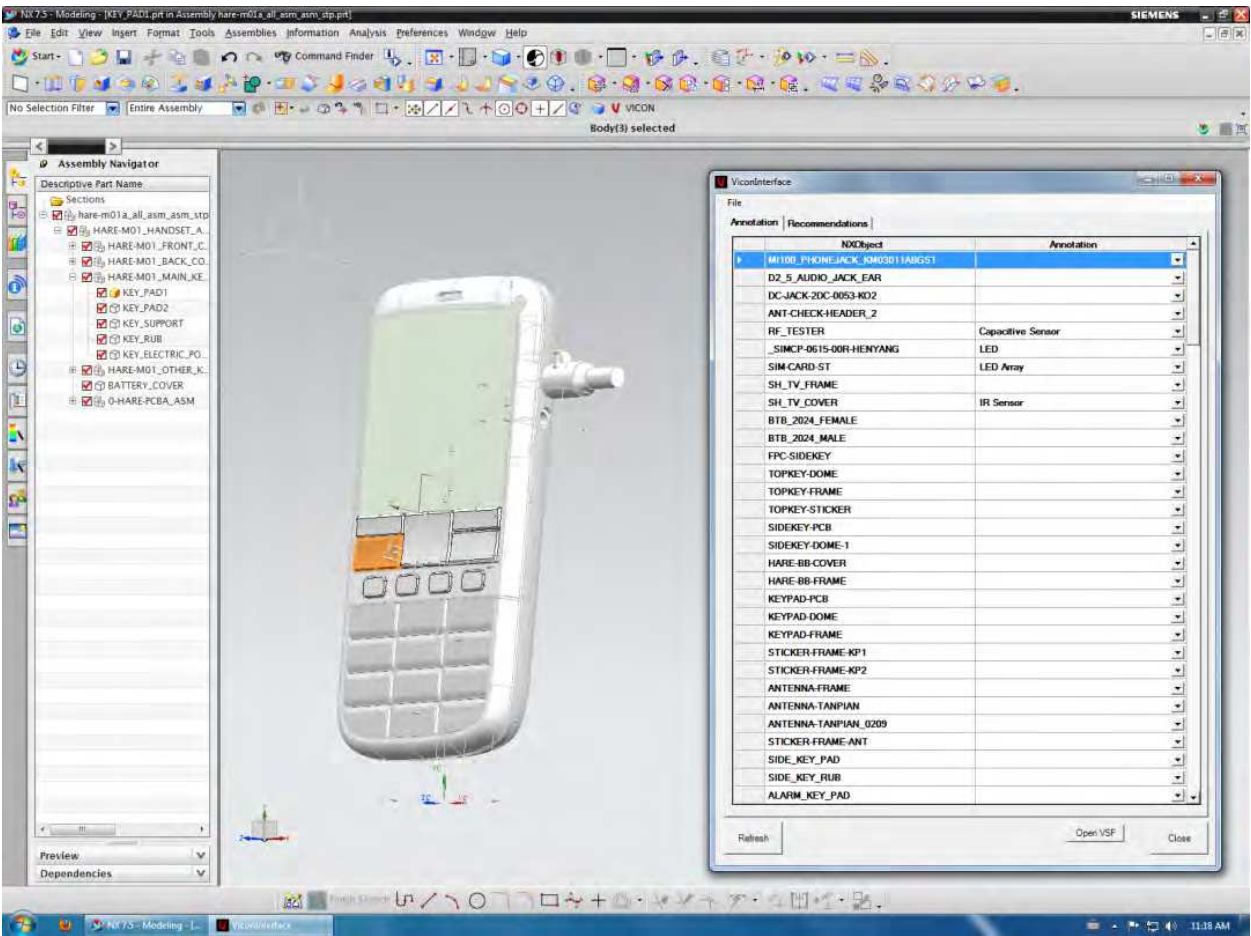 NX 7.5 - Modeling - [KEY_PAD1.prt in Assembly hare-m01a_all_asm_asm_stp.prt]
SIEMENS
File Edit View Insert Format Tools Assemblies Information Analysis Preferences Window Help
Start Command Finder
No Selection Filter Entire Assembly VICON
Body(3) selected
Assembly Navigator
Descriptive Part Name
Sections
hare-m01a_all_asm_asm_stp
HARE-M01_HANDSET_A...
HARE-M01_FRONT_C...
HARE-M01_BACK_CO...
HARE-M01_MAIN_KE...
KEY_PAD1
KEY_PAD2
KEY_SUPPORT
KEY_RUB
KEY_ELECTRIC_PO...
HARE-M01_OTHER_K...
BATTERY_COVER
0-HARE-PCBA_ASM
Preview
Dependencies
ViconInterface
File
Annotation Recommendations
NXObject Annotation
MI100_PHONEJACK_KM03011ABGS1
D2_5_AUDIO_JACK_EAR
DC-JACK-2DC-0053-KO2
ANT-CHECK-HEADER_2
RF_TESTER Capacitive Sensor
_SIMCP-0615-00R-HENYANG LED
SIM-CARD-ST LED Array
SH_TV_FRAME
SH_TV_COVER IR Sensor
BTB_2024_FEMALE
BTB_2024_MALE
FPC-SIDEKEY
TOPKEY-DOME
TOPKEY-FRAME
TOPKEY-STICKER
SIDEKEY-PCB
SIDEKEY-DOME-1
HARE-BB-COVER
HARE-BB-FRAME
KEYPAD-PCB
KEYPAD-DOME
KEYPAD-FRAME
STICKER-FRAME-KP1
STICKER-FRAME-KP2
ANTENNA-FRAME
ANTENNA-TANPIAN
ANTENNA-TANPIAN_0209
STICKER-FRAME-ANT
SIDE_KEY_PAD
SIDE_KEY_RUB
ALARM_KEY_PAD
Refresh Open VSF Close
Finish Sketch
NX 7.5 - Modeling - [... ViconInterface 11:18 AM